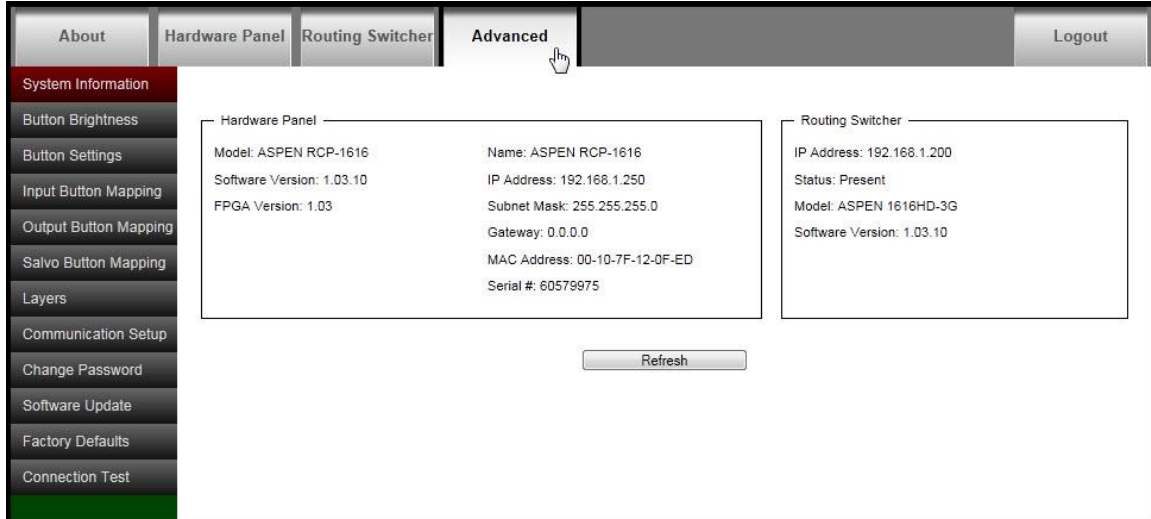 About
Hardware Panel
Routing Switcher
Advanced
Logout
System Information
Button Brightness
Button Settings
Input Button Mapping
Output Button Mapping
Salvo Button Mapping
Layers
Communication Setup
Change Password
Software Update
Factory Defaults
Connection Test
Hardware Panel
Model: ASPEN RCP-1616
Software Version: 1.03.10
FPGA Version: 1.03
Name: ASPEN RCP-1616
IP Address: 192.168.1.250
Subnet Mask: 255.255.255.0
Gateway: 0.0.0.0
MAC Address: 00-10-7F-12-0F-ED
Serial #: 60579975
Routing Switcher
IP Address: 192.168.1.200
Status: Present
Model: ASPEN 1616HD-3G
Software Version: 1.03.10
Refresh